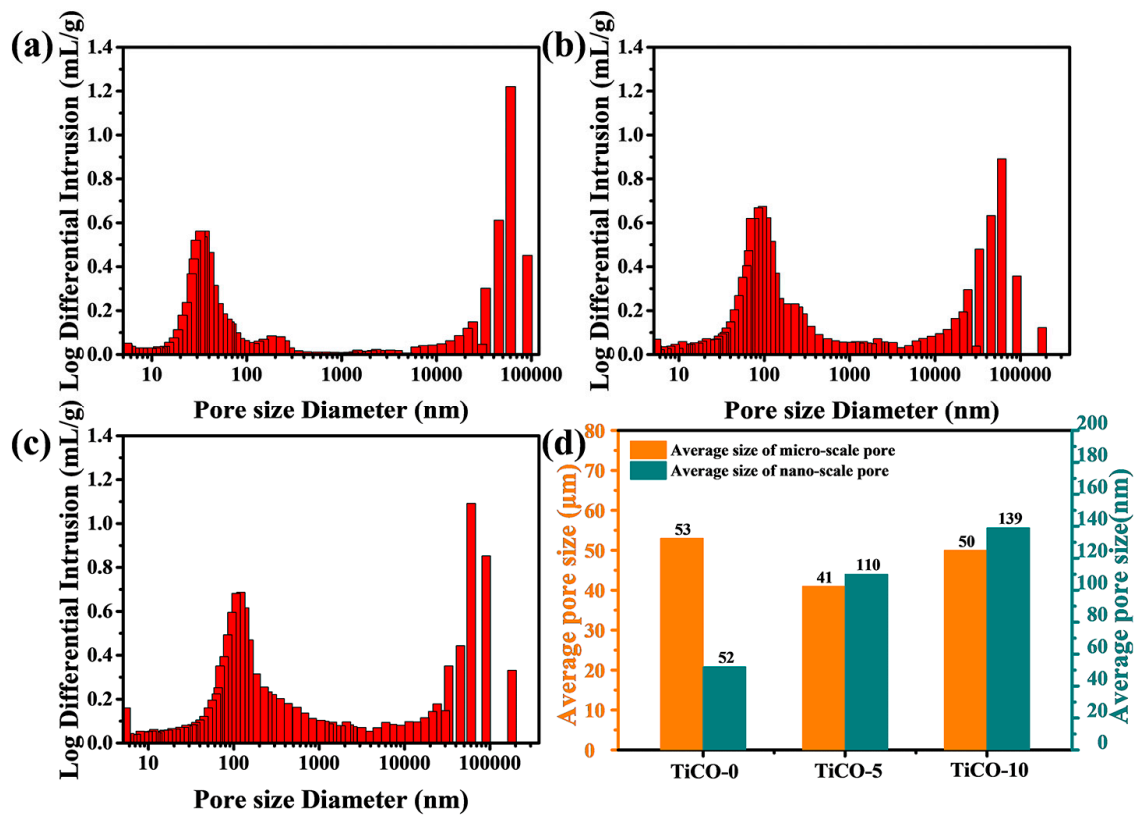 (a)
Log Differential Intrusion (mL/g)
1.4
1.2
1.0
0.8
0.6
0.4
0.2
0.0
10 100 1000 10000 100000
Pore size Diameter (nm)
(b)
Log Differential Intrusion (mL/g)
1.4
1.2
1.0
0.8
0.6
0.4
0.2
0.0
10 100 1000 10000 100000
Pore size Diameter (nm)
(c)
Log Differential Intrusion (mL/g)
1.4
1.2
1.0
0.8
0.6
0.4
0.2
0.0
10 100 1000 10000 100000
Pore size Diameter (nm)
(d)
Average pore size (μm)
80
70
60
50
40
30
20
10
0
Average size of micro-scale pore
Average size of nano-scale pore
53
52
41
110
50
139
TiCO-0 TiCO-5 TiCO-10
200
180
160
140
120
100
80
60
40
20
0
Average pore size(nm)